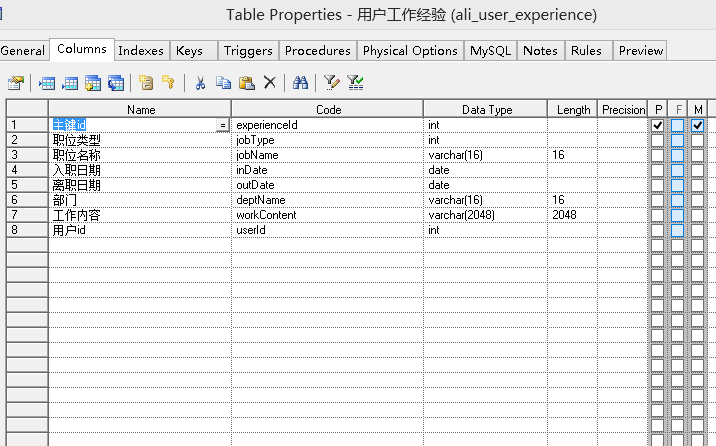 Table Properties - 用户工作经验 (ali_user_experience)
General Columns Indexes Keys Triggers Procedures Physical Options MySQL Notes Rules Preview
Name Code Data Type Length Precision P F M
1 主键id = experienceId int
2 职位类型 jobType int
3 职位名称 jobName varchar(16) 16
4 入职日期 inDate date
5 离职日期 outDate date
6 部门 deptName varchar(16) 16
7 工作内容 workContent varchar(2048) 2048
8 用户id userId int